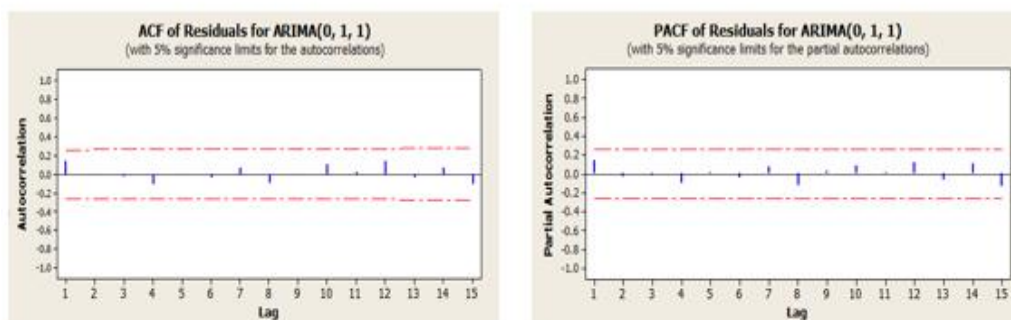 ACF of Residuals for ARIMA(0, 1, 1)
(with 5% significance limits for the autocorrelations)
Autocorrelation
1.0
0.8
0.6
0.4
0.2
0.0
-0.2
-0.4
-0.6
-0.8
-1.0
1 2 3 4 5 6 7 8 9 10 11 12 13 14 15
Lag
PACF of Residuals for ARIMA(0, 1, 1)
(with 5% significance limits for the partial autocorrelations)
Partial Autocorrelation
1.0
0.8
0.6
0.4
0.2
0.0
-0.2
-0.4
-0.6
-0.8
-1.0
1 2 3 4 5 6 7 8 9 10 11 12 13 14 15
Lag